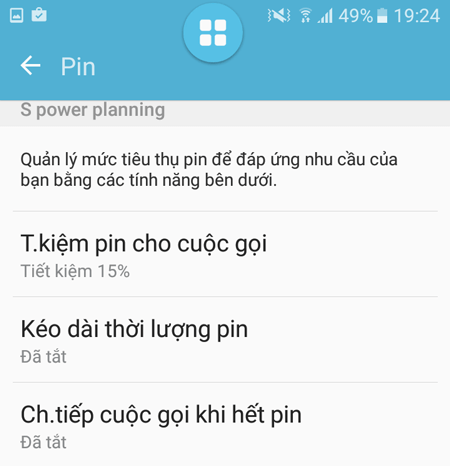 49% 19:24
Pin
S power planning
Quản lý mức tiêu thụ pin để đáp ứng nhu cầu của
bạn bằng các tính năng bên dưới.
T.kiệm pin cho cuộc gọi
Tiết kiệm 15%
Kéo dài thời lượng pin
Đã tắt
Ch.tiếp cuộc gọi khi hết pin
Đã tắt